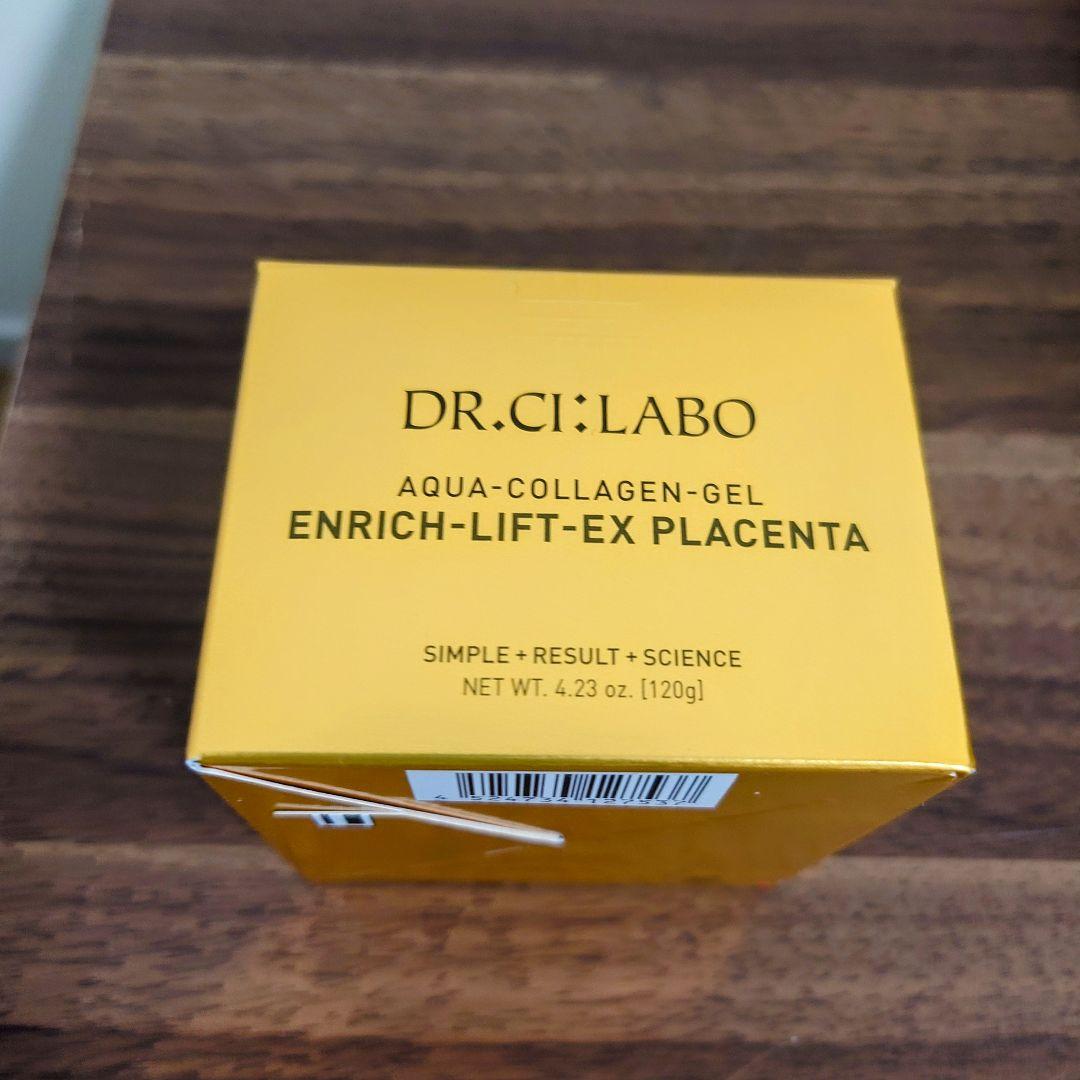 DR.CI:LABO
AQUA-COLLAGEN-GEL
ENRICH-LIFT-EX PLACENTA
SIMPLE + RESULT + SCIENCE
NET WT. 4.23 oz. [120g]